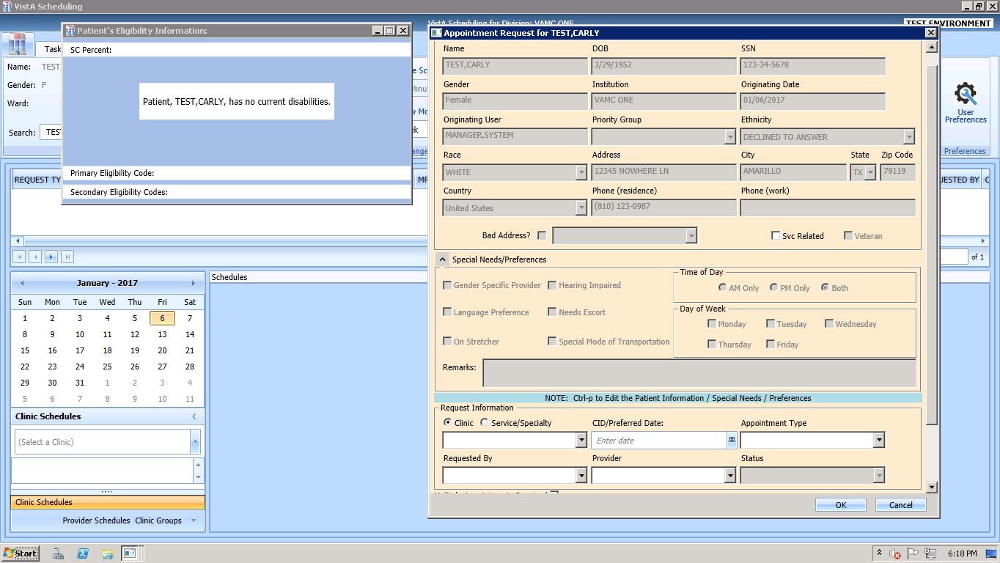 VistA Scheduling
VistA Scheduling for Division: VAMC ONE
TEST ENVIRONMENT
Task
Name: TEST,
Gender: F
Ward:
Search: TEST
User
Preferences
Preferences
Patient's Eligibility Information:
SC Percent:
Patient, TEST,CARLY, has no current disabilities.
Primary Eligibility Code:
Secondary Eligibility Codes:
REQUEST TY
MR
ESTED BY
of 1
January - 2017
Sun Mon Tue Wed Thu Fri Sat
1 2 3 4 5 6 7
8 9 10 11 12 13 14
15 16 17 18 19 20 21
22 23 24 25 26 27 28
29 30 31 1 2 3 4
5 6 7 8 9 10 11
Clinic Schedules
(Select a Clinic)
Clinic Schedules
Provider Schedules Clinic Groups
Schedules
Appointment Request for TEST,CARLY
Name DOB SSN
TEST,CARLY 3/29/1952 123-34-5678
Gender Institution Originating Date
Female VAMC ONE 01/06/2017
Originating User Priority Group Ethnicity
MANAGER,SYSTEM DECLINED TO ANSWER
Race Address City State Zip Code
WHITE 12345 NOWHERE LN AMARILLO TX 79119
Country Phone (residence) Phone (work)
United States (810) 123-0987
Bad Address? Svc Related Veteran
Special Needs/Preferences
Gender Specific Provider Hearing Impaired
Language Preference Needs Escort
On Stretcher Special Mode of Transportation
Time of Day
AM Only PM Only Both
Day of Week
Monday Tuesday Wednesday
Thursday Friday
Remarks:
NOTE: Ctrl-p to Edit the Patient Information / Special Needs / Preferences
Request Information
Clinic Service/Specialty CID/Preferred Date: Appointment Type
Enter date
Requested By Provider Status
OK Cancel
Start
6:18 PM